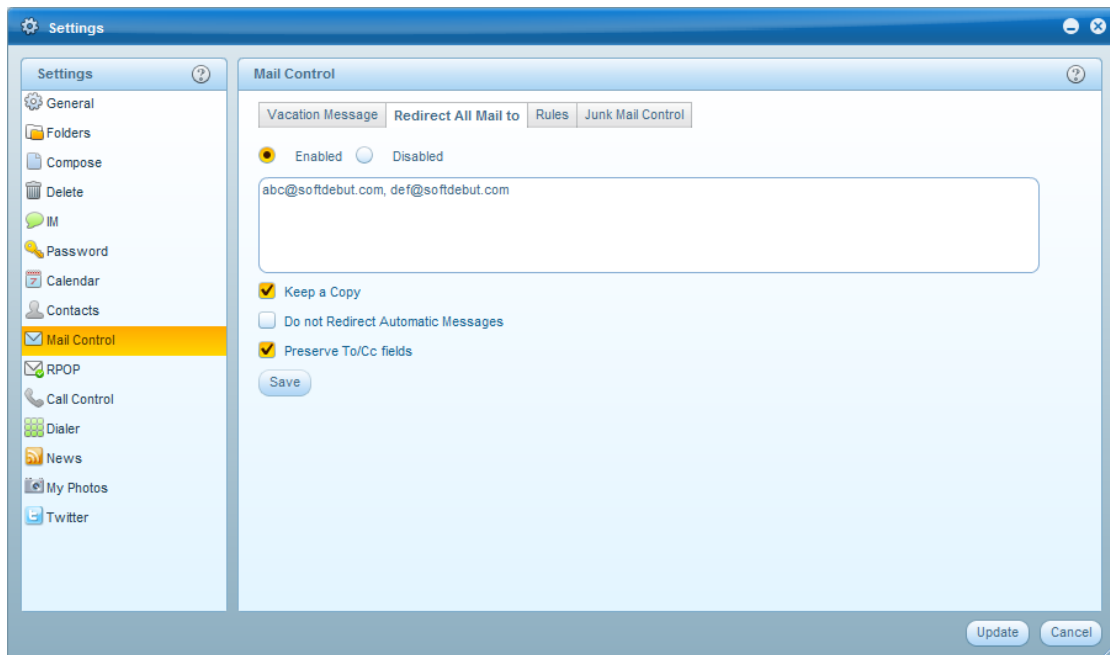 Settings
Settings
General
Folders
Compose
Delete
IM
Password
Calendar
Contacts
Mail Control
RPOP
Call Control
Dialer
News
My Photos
Twitter
Mail Control
Vacation Message Redirect All Mail to Rules Junk Mail Control
Enabled Disabled
abc@softdebut.com, def@softdebut.com
Keep a Copy
Do not Redirect Automatic Messages
Preserve To/Cc fields
Save
Update Cancel